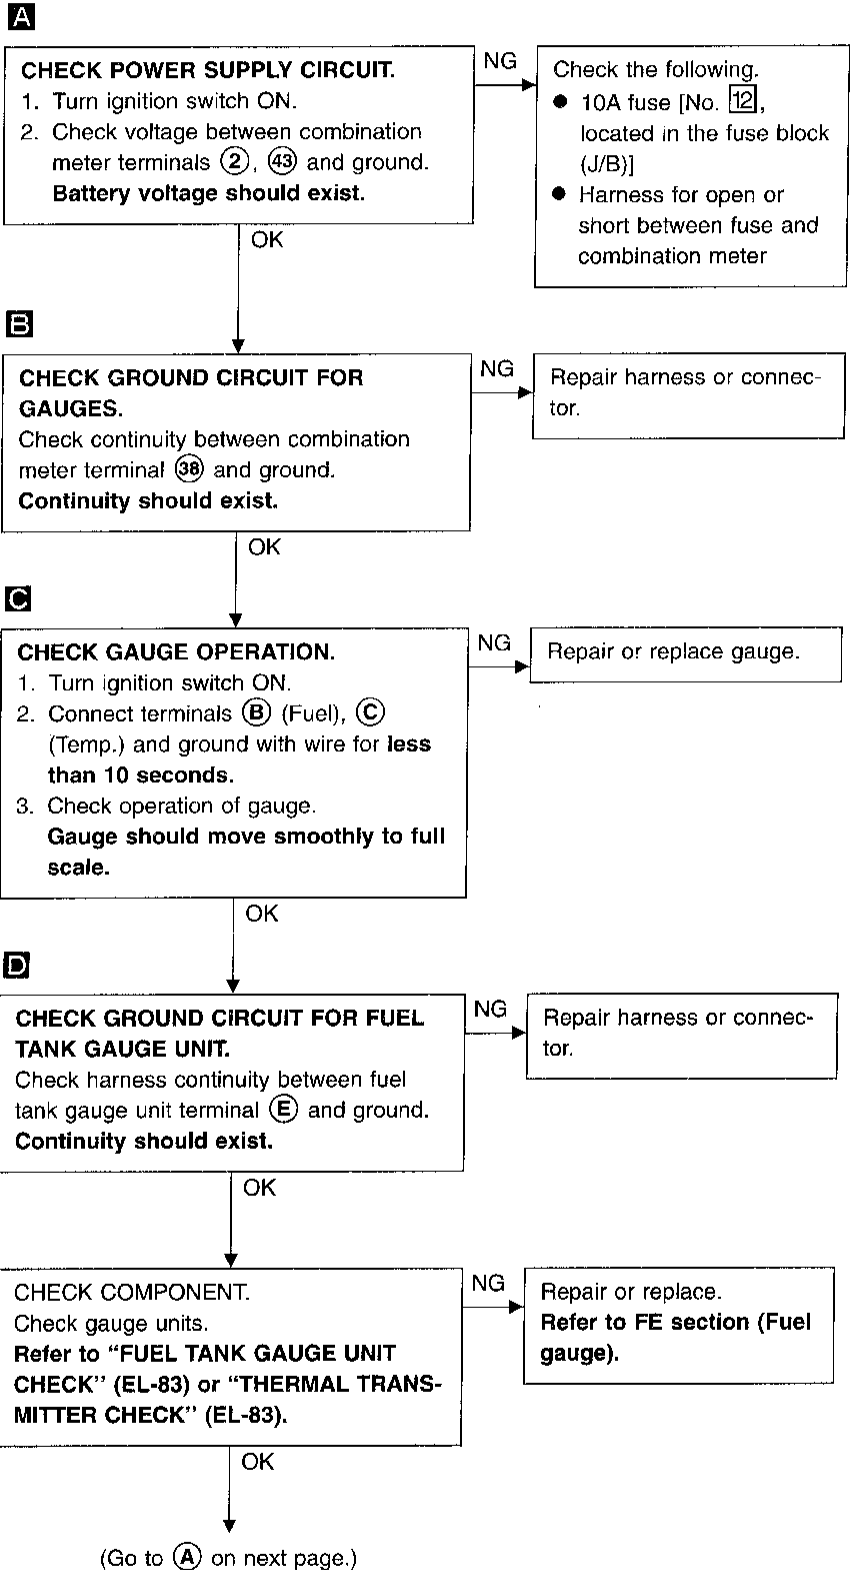 A
CHECK POWER SUPPLY CIRCUIT.
1. Turn ignition switch ON.
2. Check voltage between combination
meter terminals ②, ㊸ and ground.
Battery voltage should exist.
NG
Check the following.
● 10A fuse [No. 12,
located in the fuse block
(J/B)]
● Harness for open or
short between fuse and
combination meter
OK
B
CHECK GROUND CIRCUIT FOR
GAUGES.
Check continuity between combination
meter terminal ㊳ and ground.
Continuity should exist.
NG
Repair harness or connec-
tor.
OK
C
CHECK GAUGE OPERATION.
1. Turn ignition switch ON.
2. Connect terminals Ⓑ (Fuel), Ⓒ
(Temp.) and ground with wire for less
than 10 seconds.
3. Check operation of gauge.
Gauge should move smoothly to full
scale.
NG
Repair or replace gauge.
OK
D
CHECK GROUND CIRCUIT FOR FUEL
TANK GAUGE UNIT.
Check harness continuity between fuel
tank gauge unit terminal Ⓔ and ground.
Continuity should exist.
NG
Repair harness or connec-
tor.
OK
CHECK COMPONENT.
Check gauge units.
Refer to “FUEL TANK GAUGE UNIT
CHECK” (EL-83) or “THERMAL TRANS-
MITTER CHECK” (EL-83).
NG
Repair or replace.
Refer to FE section (Fuel
gauge).
OK
(Go to Ⓐ on next page.)